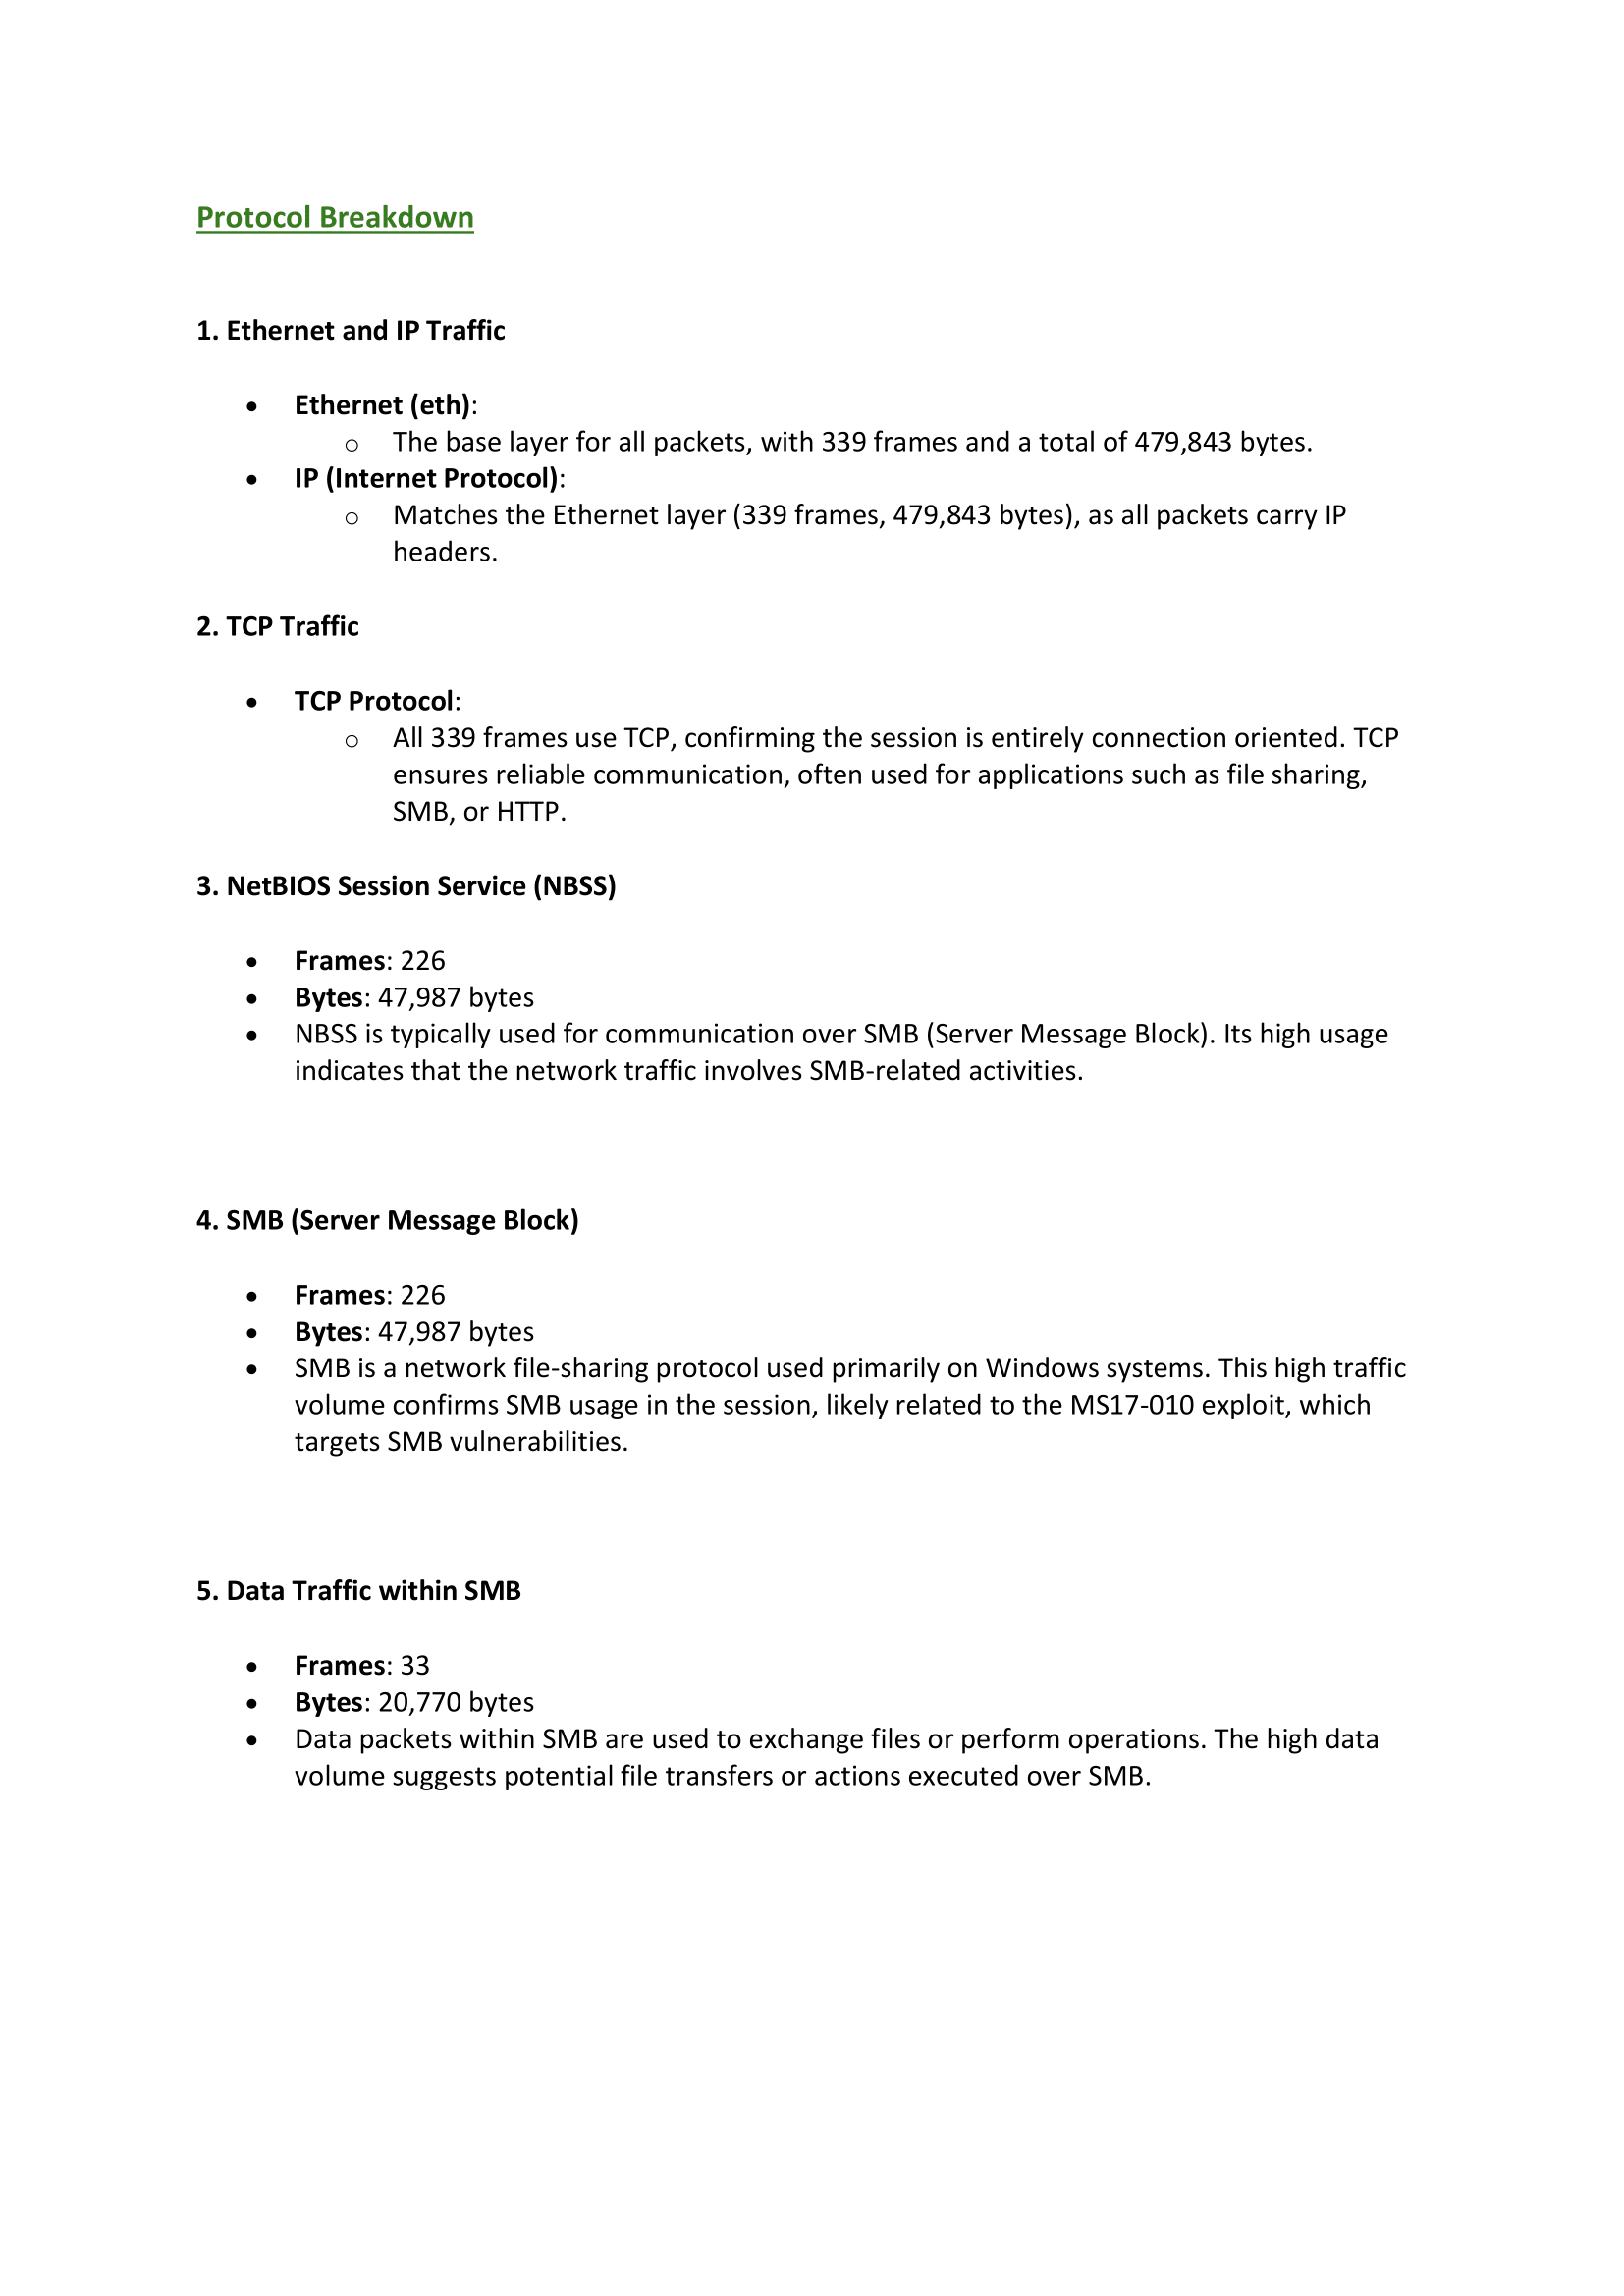 Protocol Breakdown
1. Ethernet and IP Traffic
• Ethernet (eth):
o The base layer for all packets, with 339 frames and a total of 479,843 bytes.
• IP (Internet Protocol):
o Matches the Ethernet layer (339 frames, 479,843 bytes), as all packets carry IP
headers.
2. TCP Traffic
• TCP Protocol:
o All 339 frames use TCP, confirming the session is entirely connection oriented. TCP
ensures reliable communication, often used for applications such as file sharing,
SMB, or HTTP.
3. NetBIOS Session Service (NBSS)
• Frames: 226
• Bytes: 47,987 bytes
• NBSS is typically used for communication over SMB (Server Message Block). Its high usage
indicates that the network traffic involves SMB-related activities.
4. SMB (Server Message Block)
• Frames: 226
• Bytes: 47,987 bytes
• SMB is a network file-sharing protocol used primarily on Windows systems. This high traffic
volume confirms SMB usage in the session, likely related to the MS17-010 exploit, which
targets SMB vulnerabilities.
5. Data Traffic within SMB
• Frames: 33
• Bytes: 20,770 bytes
• Data packets within SMB are used to exchange files or perform operations. The high data
volume suggests potential file transfers or actions executed over SMB.